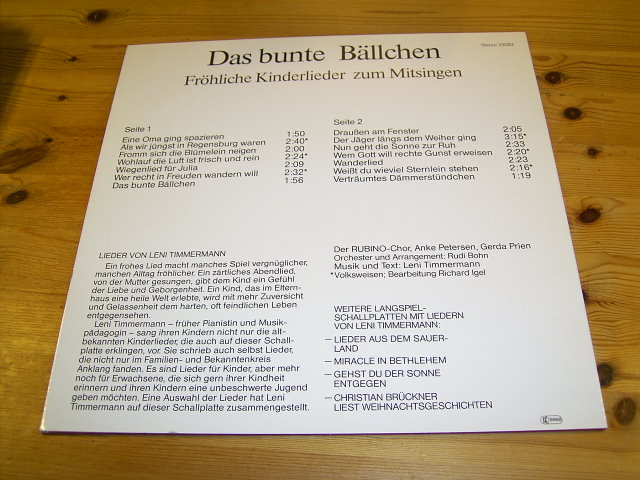 Das bunte Bällchen
Stereo 33063
Fröhliche Kinderlieder zum Mitsingen
Seite 1
Eine Oma ging spazieren 1:50
Als wir jüngst in Regensburg waren 2:40*
Fromm sich die Blümelein neigen 2:00
Wohlauf die Luft ist frisch und rein 2:24*
Wiegenlied für Julia 2:09
Wer recht in Freuden wandern will 2:32*
Das bunte Bällchen 1:56
Seite 2
Draußen am Fenster 2:05
Der Jäger längs dem Weiher ging 3:15*
Nun geht die Sonne zur Ruh 2:33
Wem Gott will rechte Gunst erweisen 2:20*
Wanderlied 2:23
Weißt du wieviel Sternlein stehen 2:16*
Verträumtes Dämmerstündchen 1:19
LIEDER VON LENI TIMMERMANN
Ein frohes Lied macht manches Spiel vergnüglicher,
manchen Alltag fröhlicher. Ein zärtliches Abendlied,
von der Mutter gesungen, gibt dem Kind ein Gefühl
der Liebe und Geborgenheit. Ein Kind, das im Eltern-
haus eine heile Welt erlebte, wird mit mehr Zuversicht
und Gelassenheit dem harten, oft feindlichen Leben
entgegensehen.
Leni Timmermann – früher Pianistin und Musik-
pädagogin – sang ihren Kindern nicht nur die alt-
bekannten Kinderlieder, die auch auf dieser Schall-
platte erklingen, vor. Sie schrieb auch selbst Lieder,
die nicht nur im Familien- und Bekanntenkreis
Anklang fanden. Es sind Lieder für Kinder, aber mehr
noch für Erwachsene, die sich gern ihrer Kindheit
erinnern und ihren Kindern eine unbeschwerte Jugend
geben möchten. Eine Auswahl der Lieder hat Leni
Timmermann auf dieser Schallplatte zusammengestellt.
Der RUBINO-Chor, Anke Petersen, Gerda Prien
Orchester und Arrangement: Rudi Bohn
Musik und Text: Leni Timmermann
*Volksweisen; Bearbeitung Richard Igel
WEITERE LANGSPIEL-
SCHALLPLATTEN MIT LIEDERN
VON LENI TIMMERMANN:
– LIEDER AUS DEM SAUER-
LAND
– MIRACLE IN BETHLEHEM
– GEHST DU DER SONNE
ENTGEGEN
– CHRISTIAN BRÜCKNER
LIEST WEIHNACHTSGESCHICHTEN